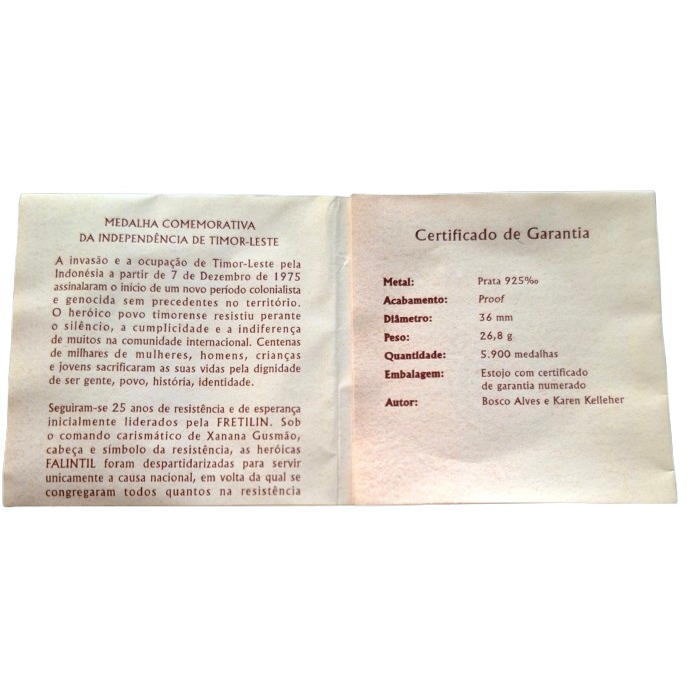 MEDALHA COMEMORATIVA
DA INDEPENDÊNCIA DE TIMOR-LESTE
A invasão e a ocupação de Timor-Leste pela
Indonésia a partir de 7 de Dezembro de 1975
assinalaram o início de um novo período colonialista
e genocida sem precedentes no território.
O heróico povo timorense resistiu perante
o silêncio, a cumplicidade e a indiferença
de muitos na comunidade internacional. Centenas
de milhares de mulheres, homens, crianças
e jovens sacrificaram as suas vidas pela dignidade
de ser gente, povo, história, identidade.
Seguiram-se 25 anos de resistência e de esperança
inicialmente liderados pela FRETILIN. Sob
o comando carismático de Xanana Gusmão,
cabeça e símbolo da resistência, as heróicas
FALINTIL foram despartidarizadas para servir
unicamente a causa nacional, em volta da qual se
congregaram todos quantos na resistência
Certificado de Garantia
Metal: Prata 925‰
Acabamento: Proof
Diâmetro: 36 mm
Peso: 26,8 g
Quantidade: 5.900 medalhas
Embalagem: Estojo com certificado
de garantia numerado
Autor: Bosco Alves e Karen Kelleher